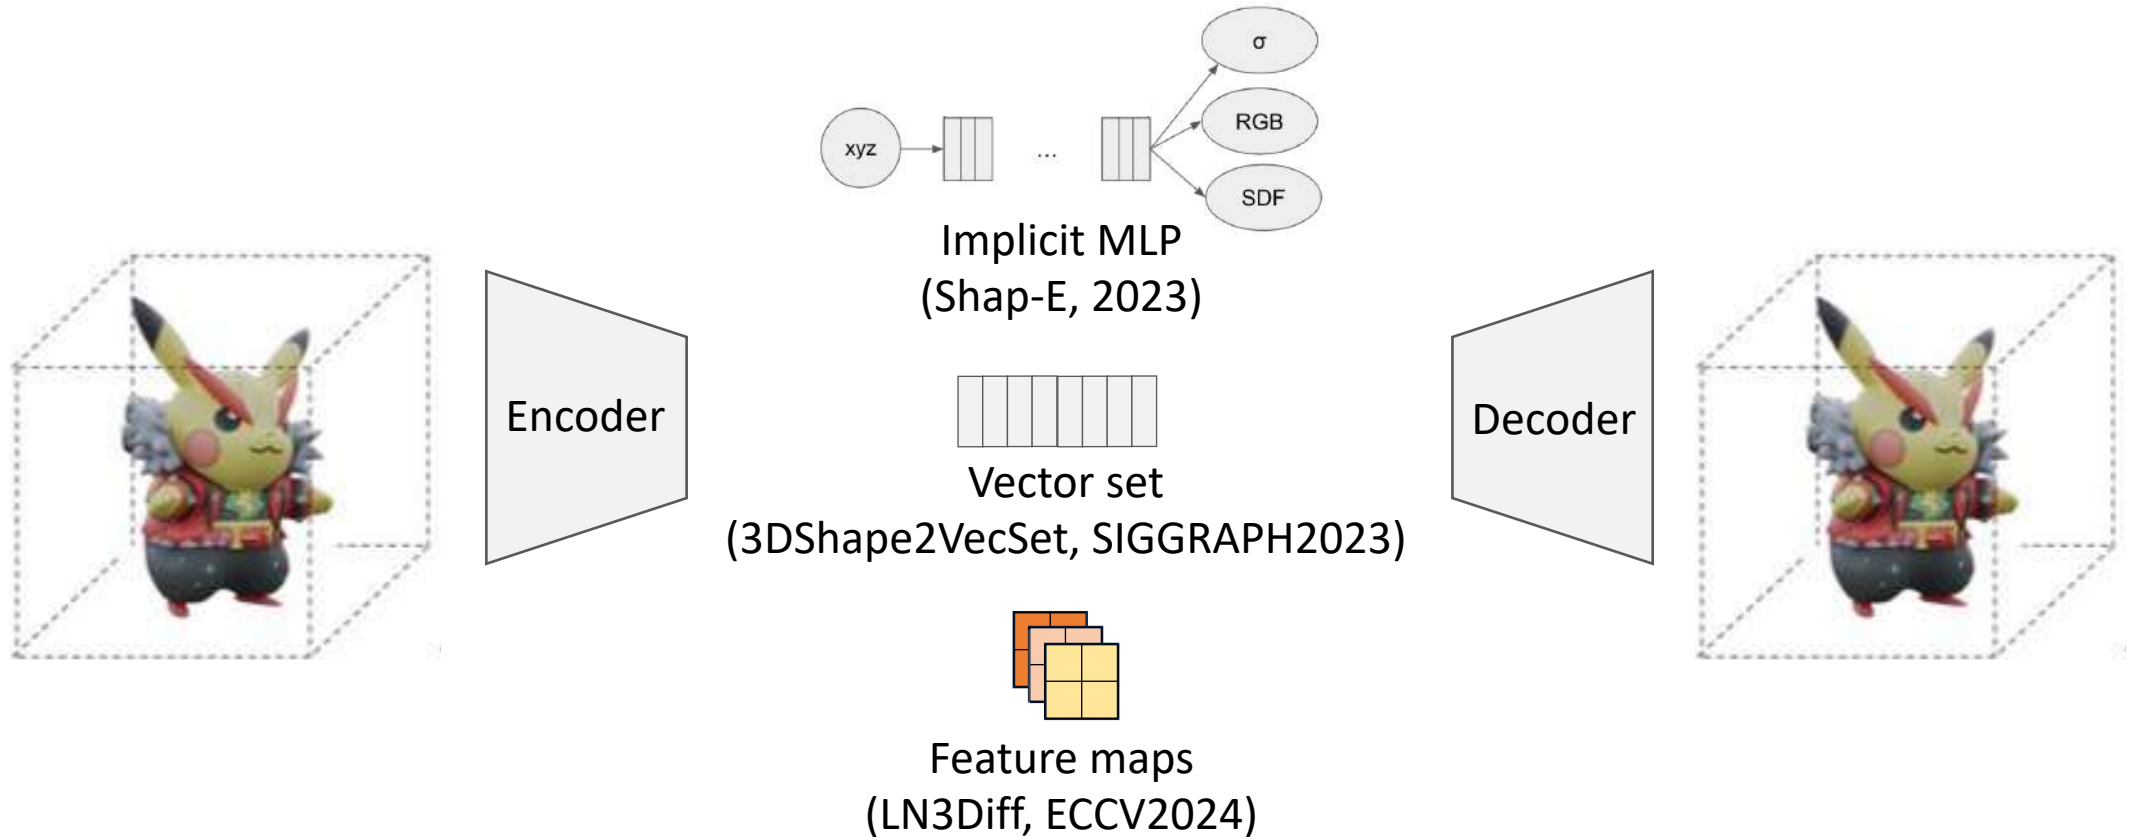 σ
xyz
...
RGB
SDF
Implicit MLP
(Shap-E, 2023)
Encoder
Decoder
Vector set
(3DShape2VecSet, SIGGRAPH2023)
Feature maps
(LN3Diff, ECCV2024)